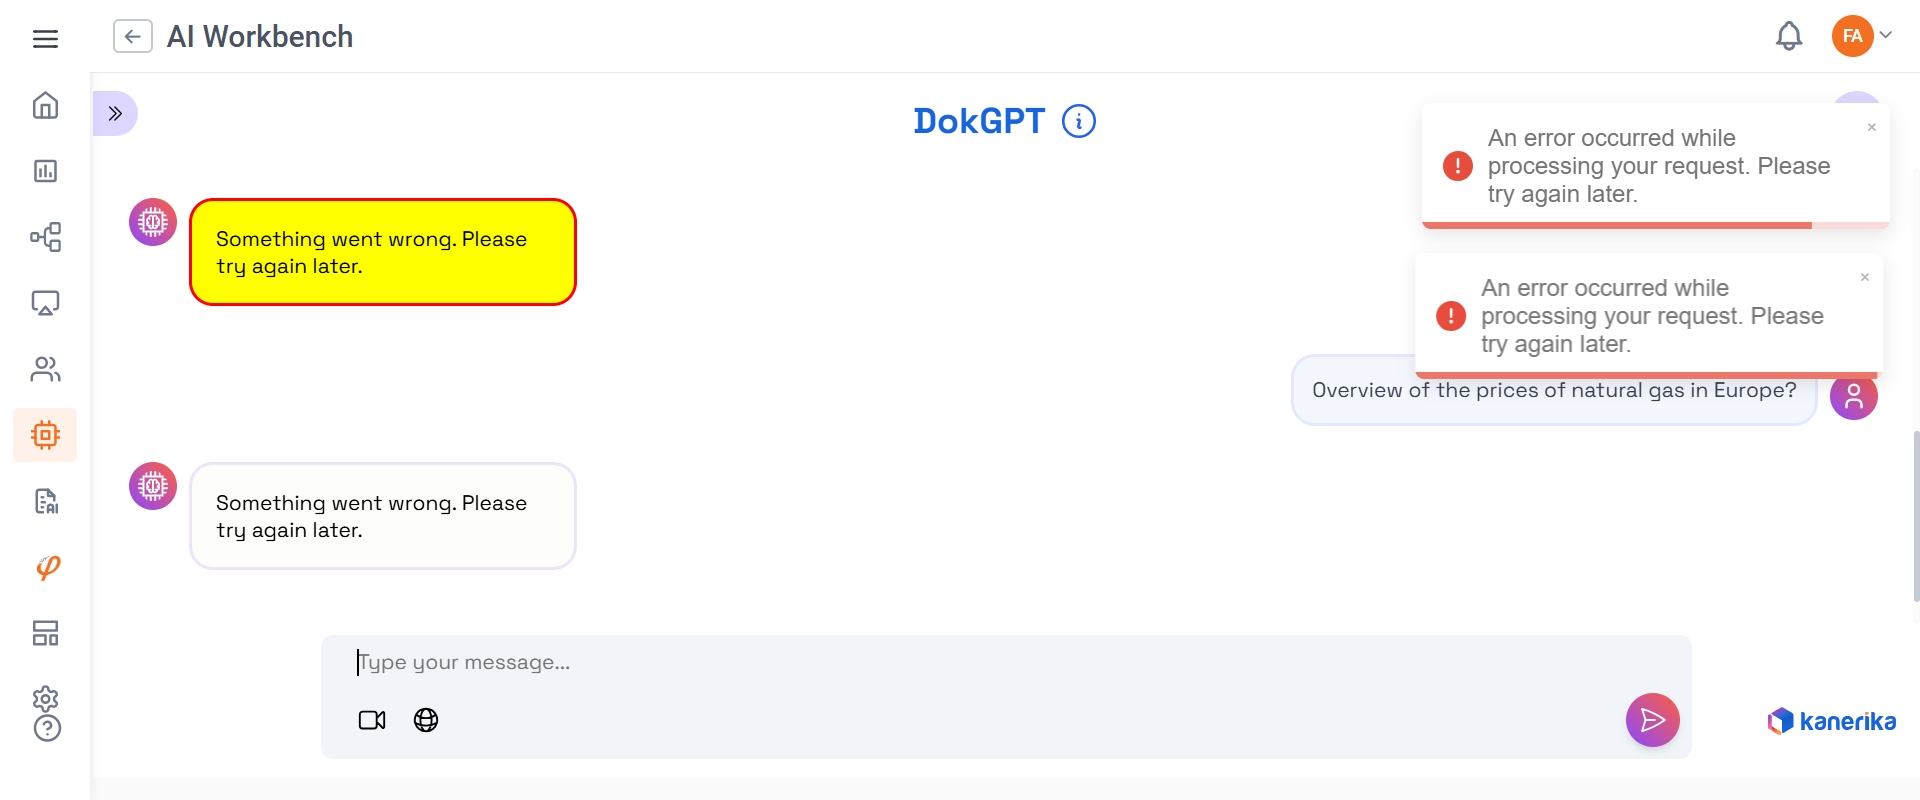 AI Workbench
FA
DokGPT
An error occurred while
processing your request. Please
try again later.
Something went wrong. Please
try again later.
An error occurred while
processing your request. Please
try again later.
Overview of the prices of natural gas in Europe?
Something went wrong. Please
try again later.
Type your message...
kanerika